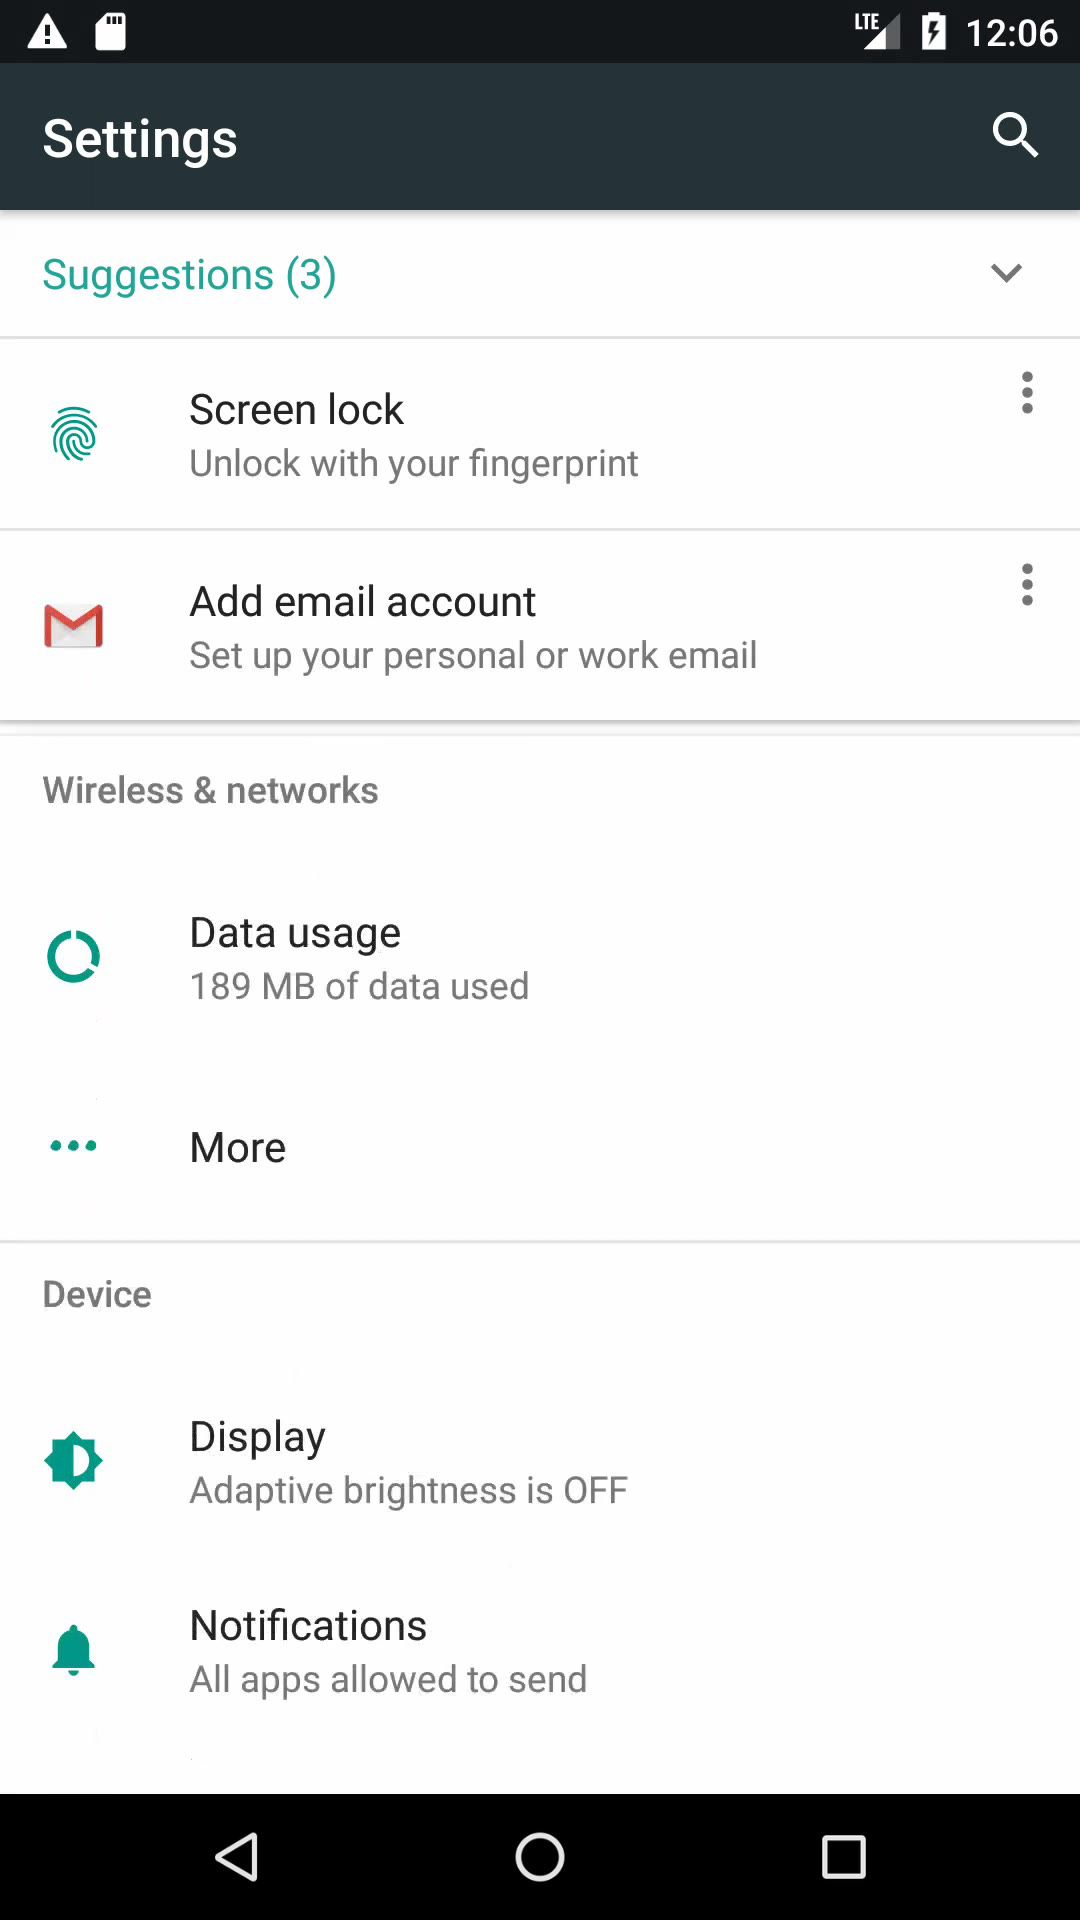 LTE 12:06
Settings
Suggestions (3)
Screen lock
Unlock with your fingerprint
Add email account
Set up your personal or work email
Wireless & networks
Data usage
189 MB of data used
More
Device
Display
Adaptive brightness is OFF
Notifications
All apps allowed to send